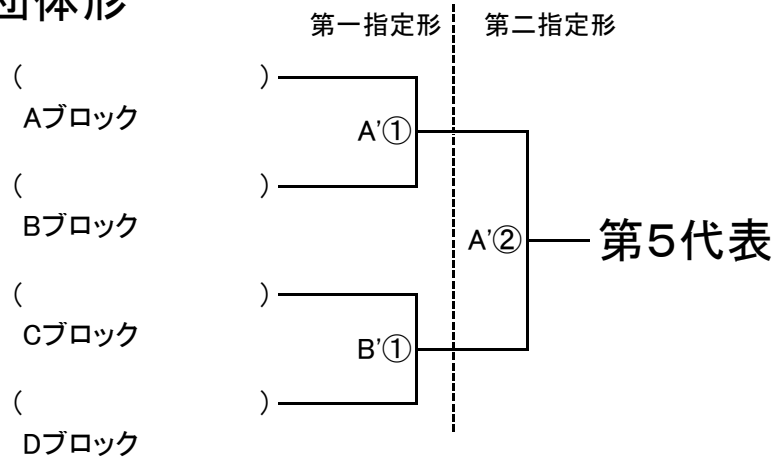 団体形
第一指定形 第二指定形
( )
Aブロック
A’①
( )
Bブロック
A’② 第5代表
( )
Cブロック
B’①
( )
Dブロック